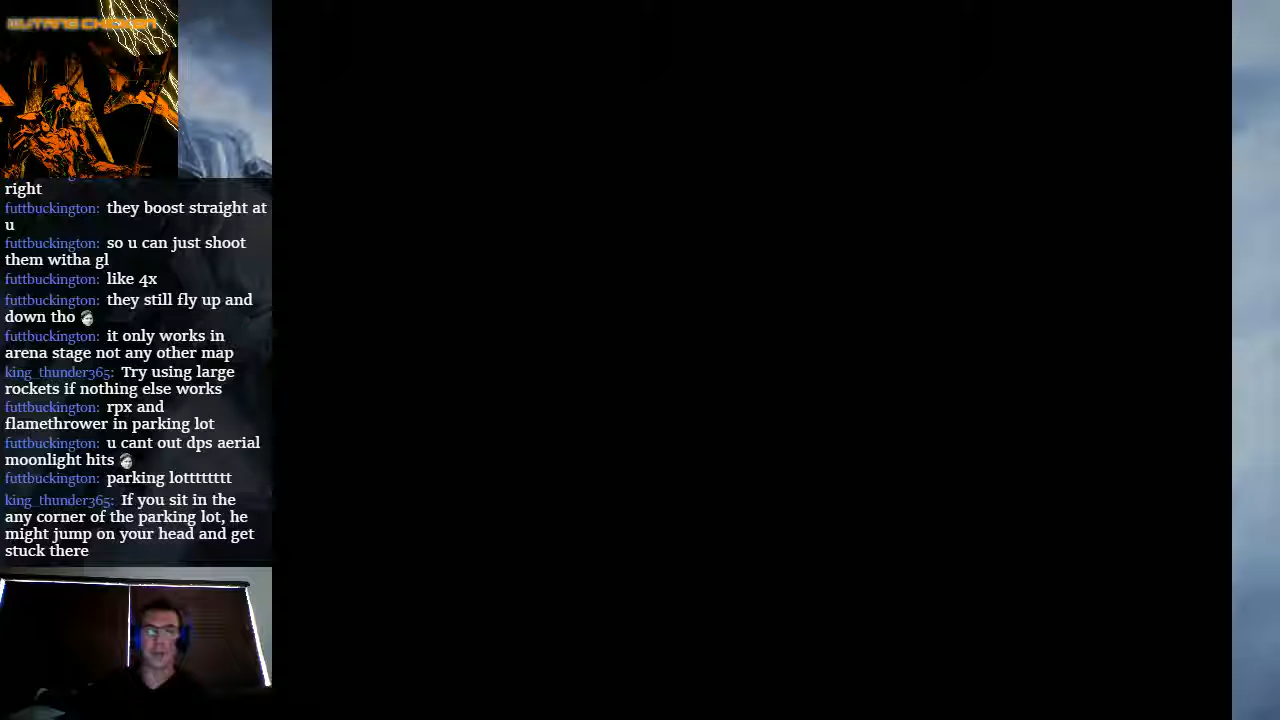 WUTANG CHICKEN
right
futtbuckington: they boost straight at
u
futtbuckington: so u can just shoot
them witha gl
futtbuckington: like 4x
futtbuckington: they still fly up and
down tho
futtbuckington: it only works in
arena stage not any other map
king_thunder365: Try using large
rockets if nothing else works
futtbuckington: rpx and
flamethrower in parking lot
futtbuckington: u cant out dps aerial
moonlight hits
futtbuckington: parking lotttttttt
king_thunder365: If you sit in the
any corner of the parking lot, he
might jump on your head and get
stuck there